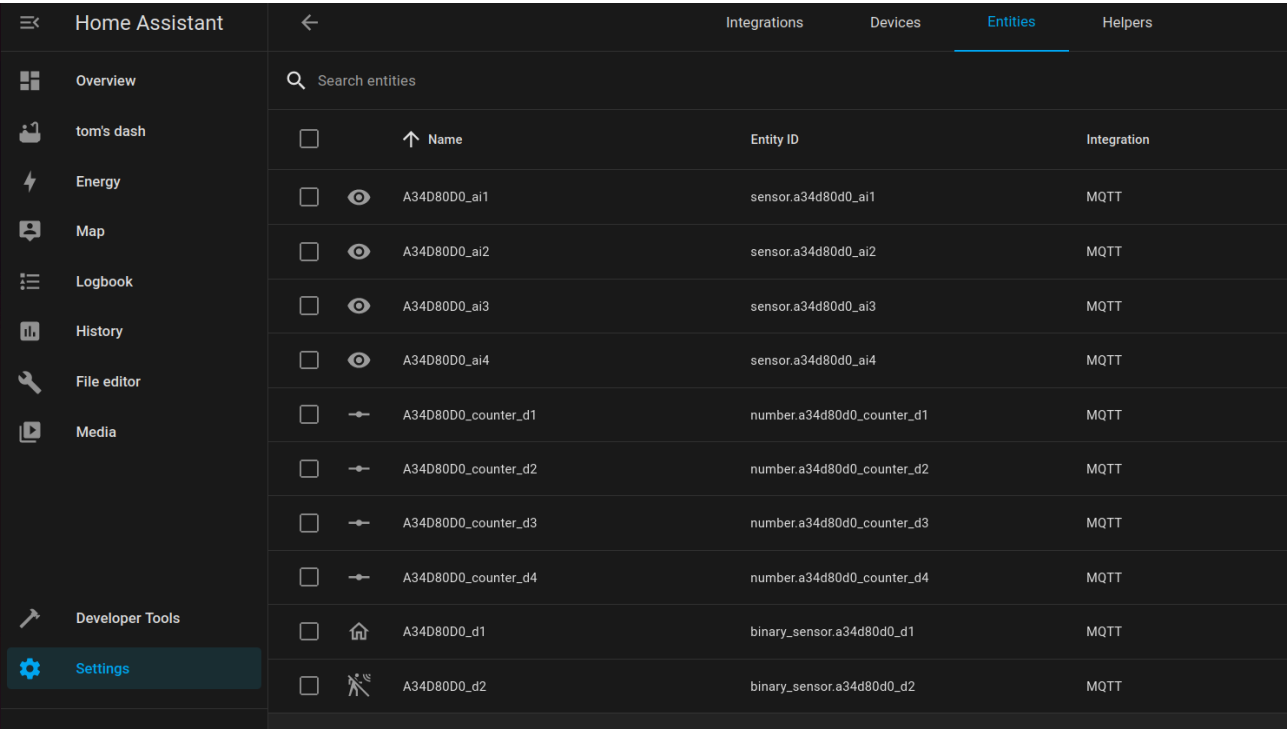 Home Assistant
Integrations Devices Entities Helpers
Overview
Search entities
tom's dash
Name Entity ID Integration
Energy
A34D80D0_ai1 sensor.a34d80d0_ai1 MQTT
Map
A34D80D0_ai2 sensor.a34d80d0_ai2 MQTT
Logbook
A34D80D0_ai3 sensor.a34d80d0_ai3 MQTT
History
A34D80D0_ai4 sensor.a34d80d0_ai4 MQTT
File editor
A34D80D0_counter_d1 number.a34d80d0_counter_d1 MQTT
Media
A34D80D0_counter_d2 number.a34d80d0_counter_d2 MQTT
A34D80D0_counter_d3 number.a34d80d0_counter_d3 MQTT
A34D80D0_counter_d4 number.a34d80d0_counter_d4 MQTT
Developer Tools
A34D80D0_d1 binary_sensor.a34d80d0_d1 MQTT
Settings
A34D80D0_d2 binary_sensor.a34d80d0_d2 MQTT